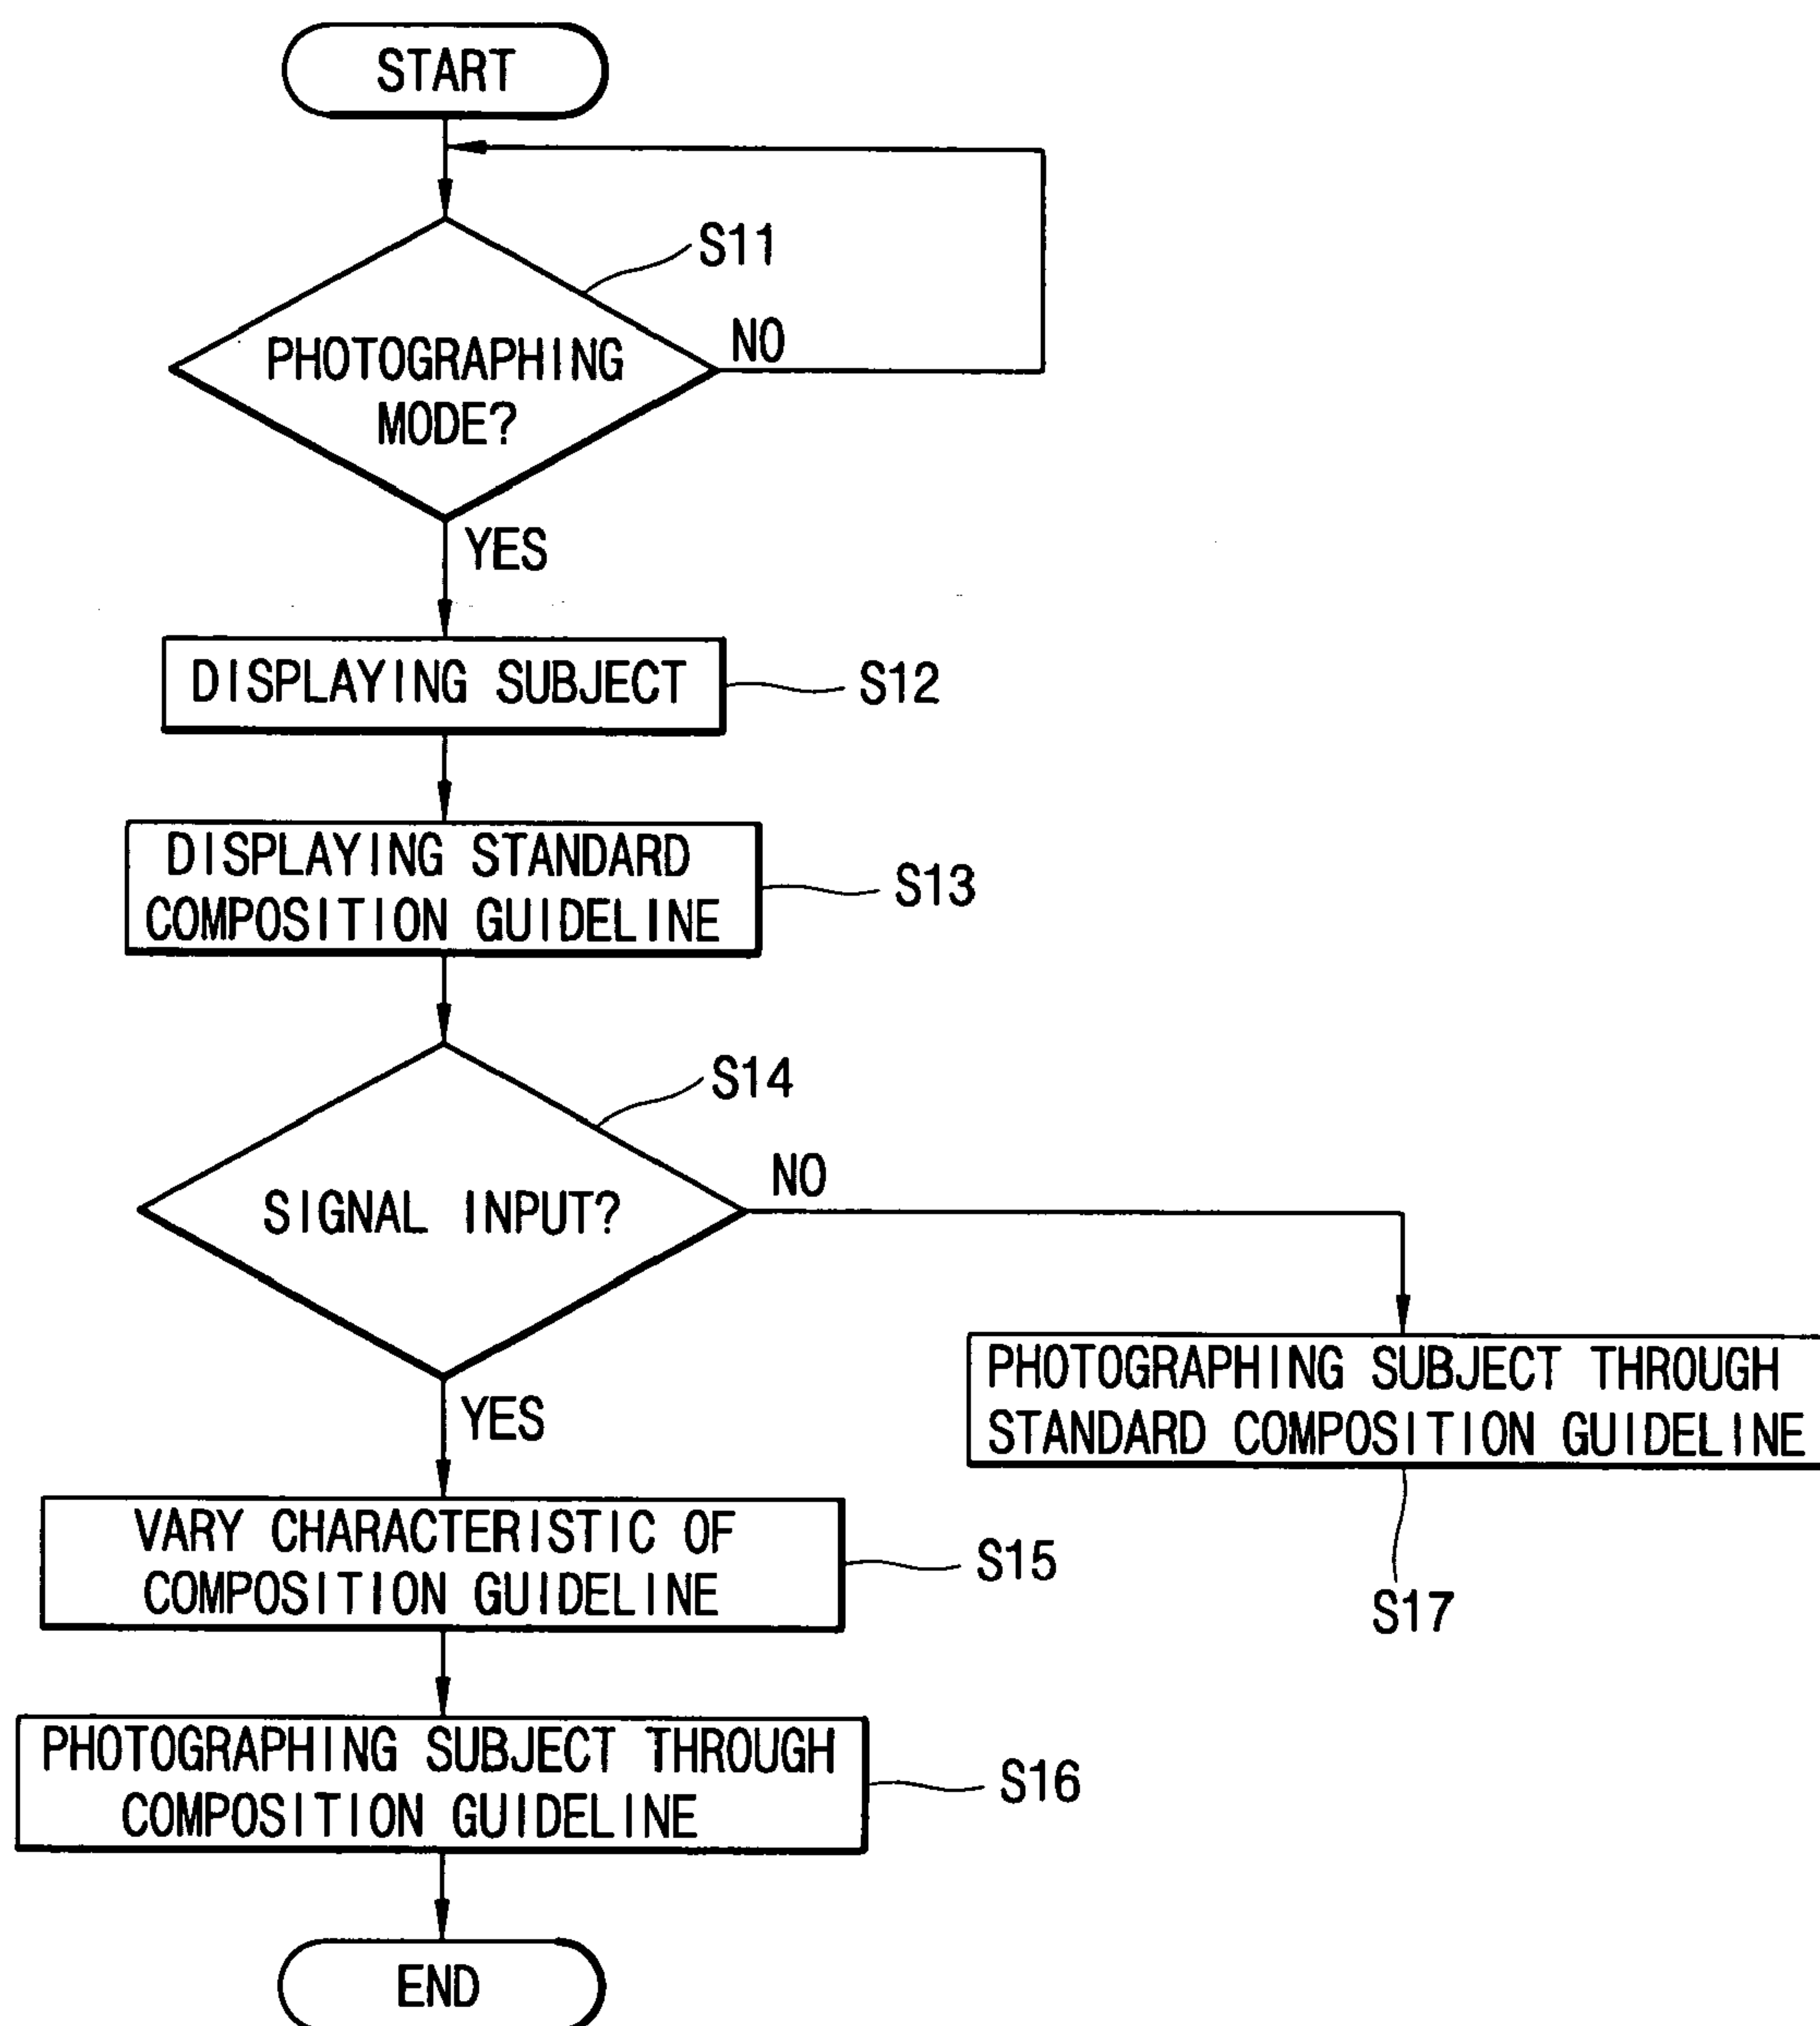 START
S11
PHOTOGRAPHING
MODE?
NO
YES
DISPLAYING SUBJECT
S12
DISPLAYING STANDARD
COMPOSITION GUIDELINE
S13
S14
SIGNAL INPUT?
NO
YES
PHOTOGRAPHING SUBJECT THROUGH
STANDARD COMPOSITION GUIDELINE
S17
VARY CHARACTERISTIC OF
COMPOSITION GUIDELINE
S15
PHOTOGRAPHING SUBJECT THROUGH
COMPOSITION GUIDELINE
S16
END